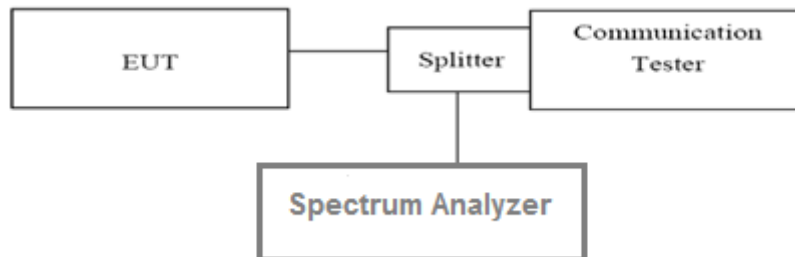 EUT
Splitter
Communication
Tester
Spectrum Analyzer